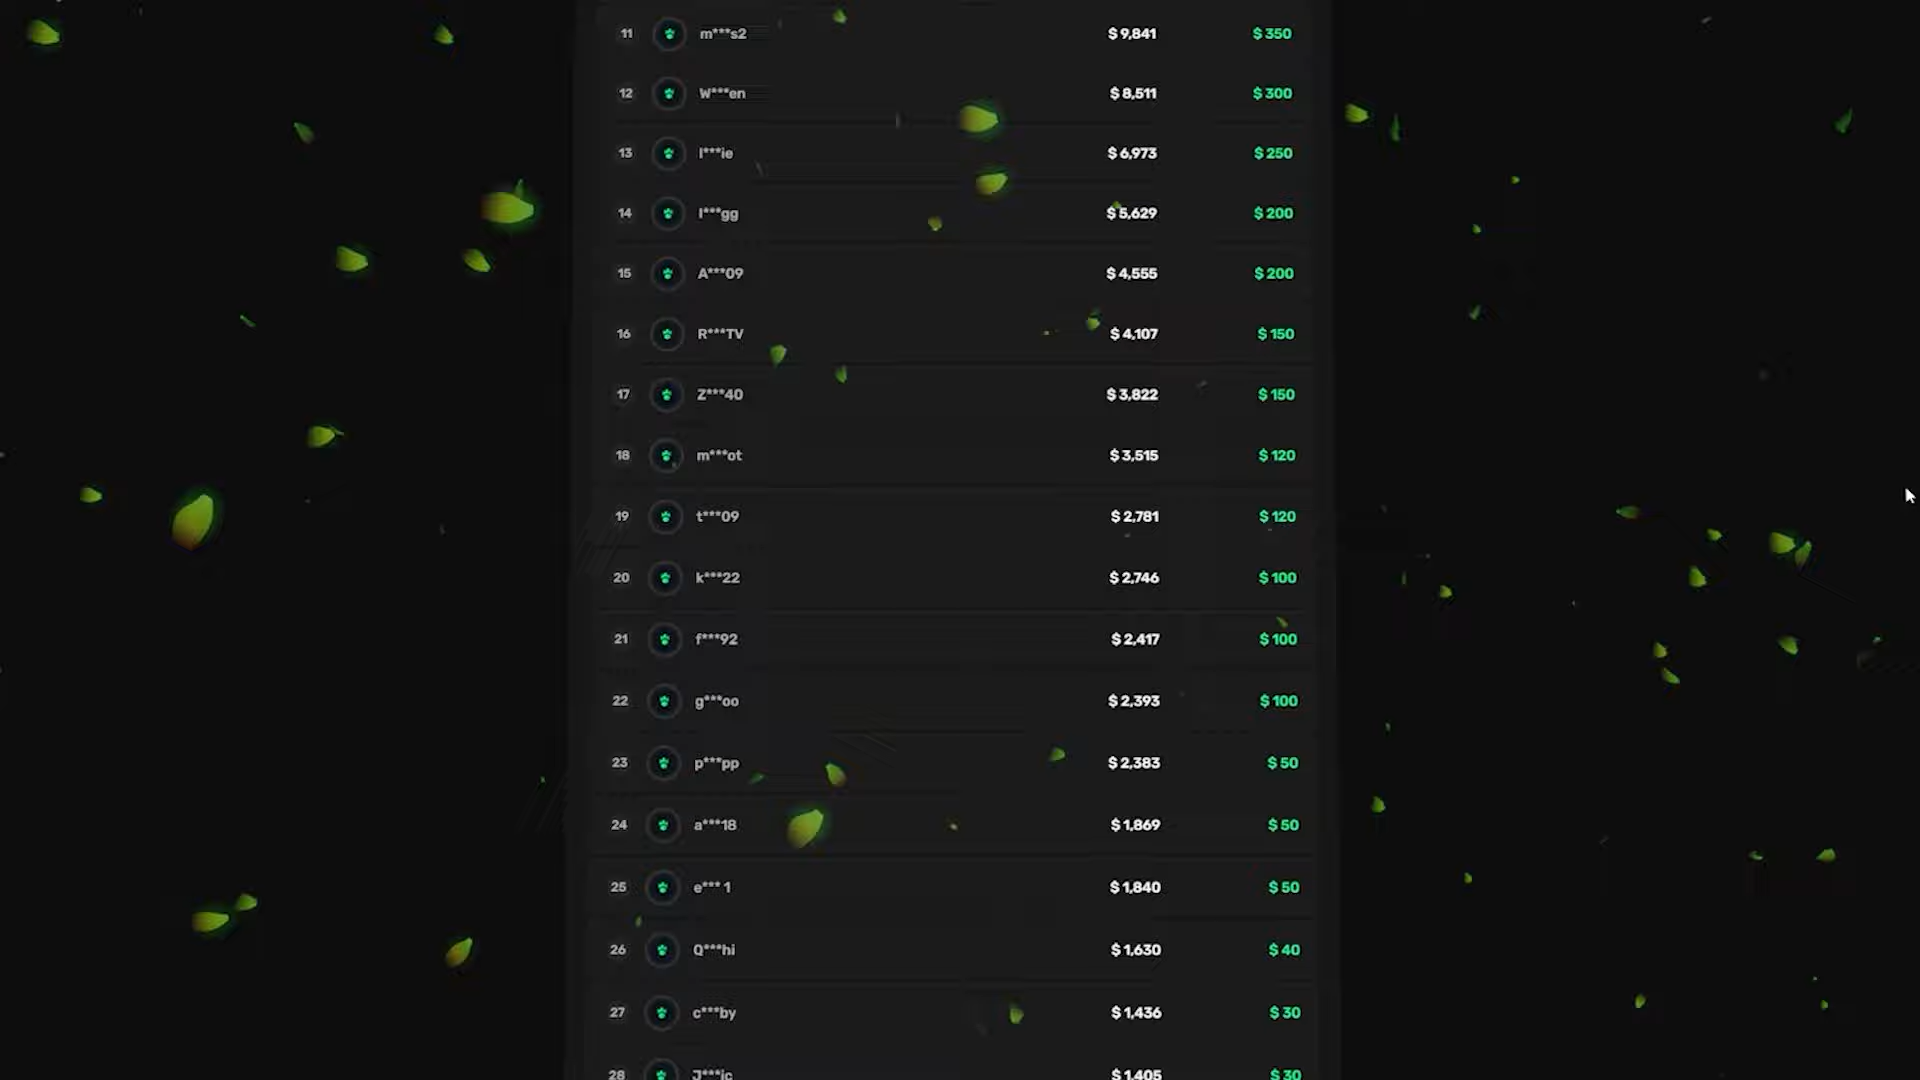 11 m***s2 $ 9,841 $ 350
12 W***en $ 8,511 $ 300
13 l***ie $ 6,973 $ 250
14 l***gg $ 5,629 $ 200
15 A***09 $ 4,555 $ 200
16 R***TV $ 4,107 $ 150
17 Z***40 $ 3,822 $ 150
18 m***ot $ 3,515 $ 120
19 t***09 $ 2,781 $ 120
20 k***22 $ 2,746 $ 100
21 f***92 $ 2,417 $ 100
22 g***oo $ 2,393 $ 100
23 p***pp $ 2,383 $ 50
24 a***18 $ 1,869 $ 50
25 e*** 1 $ 1,840 $ 50
26 Q***hi $ 1,630 $ 40
27 c***by $ 1,436 $ 30
28 J***ic $ 1,405 $ 30